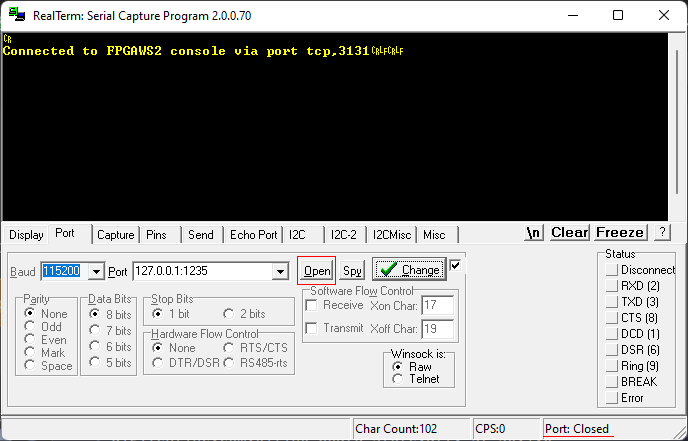 RealTerm: Serial Capture Program 2.0.0.70
CR
Connected to FPGAWS2 console via port tcp,3131CRLFCRLF
Display Port Capture Pins Send Echo Port I2C I2C-2 I2CMisc Misc \n Clear Freeze ?
Baud 115200 Port 127.0.0.1:1235 Open Spy Change
Parity
None
Odd
Even
Mark
Space
Data Bits
8 bits
7 bits
6 bits
5 bits
Stop Bits
1 bit 2 bits
Hardware Flow Control
None RTS/CTS
DTR/DSR RS485-rts
Software Flow Control
Receive Xon Char: 17
Transmit Xoff Char: 19
Winsock is:
Raw
Telnet
Status
Disconnect
RXD (2)
TXD (3)
CTS (8)
DCD (1)
DSR (6)
Ring (9)
BREAK
Error
Char Count:102 CPS:0 Port: Closed